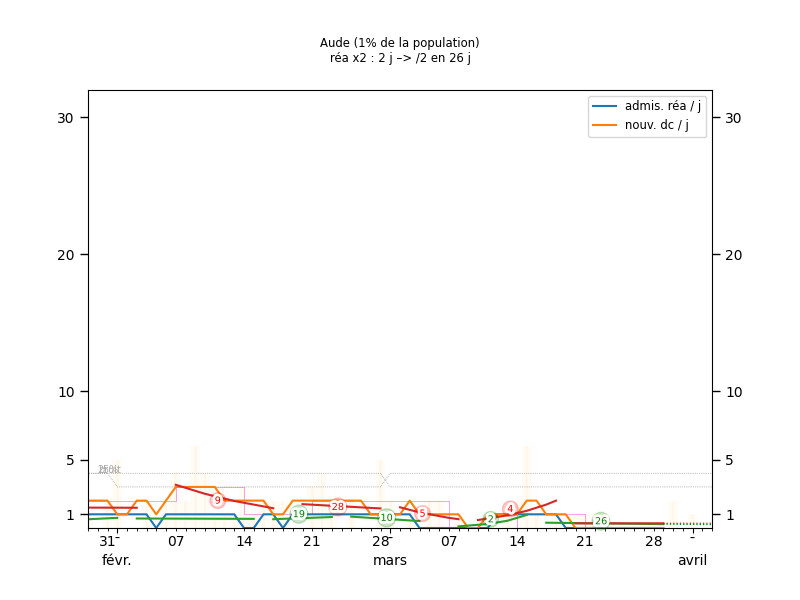 Aude (1% de la population)
réa x2 : 2 j –> /2 en 26 j
admis. réa / j
nouv. dc / j
30 30
20 20
10 10
5 5
1 1
9 19 28 10 5 2 4 26
31 07 14 21 28 07 14 21 28
févr. mars avril